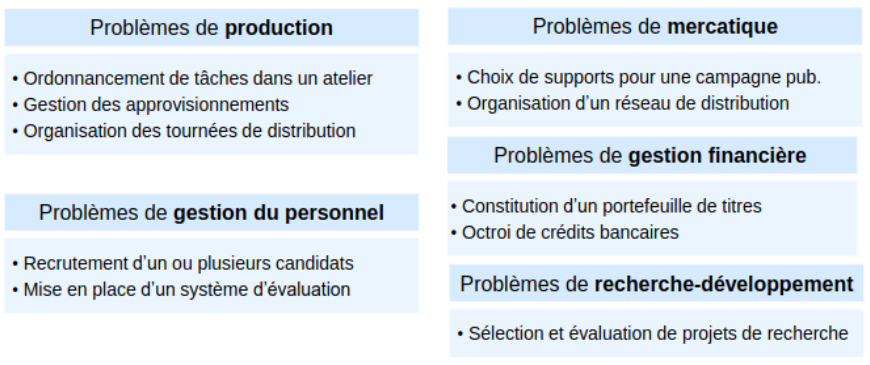 Problèmes de production
• Ordonnancement de tâches dans un atelier
• Gestion des approvisionnements
• Organisation des tournées de distribution
Problèmes de gestion du personnel
• Recrutement d'un ou plusieurs candidats
• Mise en place d'un système d'évaluation
Problèmes de mercatique
• Choix de supports pour une campagne pub.
• Organisation d'un réseau de distribution
Problèmes de gestion financière
• Constitution d'un portefeuille de titres
• Octroi de crédits bancaires
Problèmes de recherche-développement
• Sélection et évaluation de projets de recherche